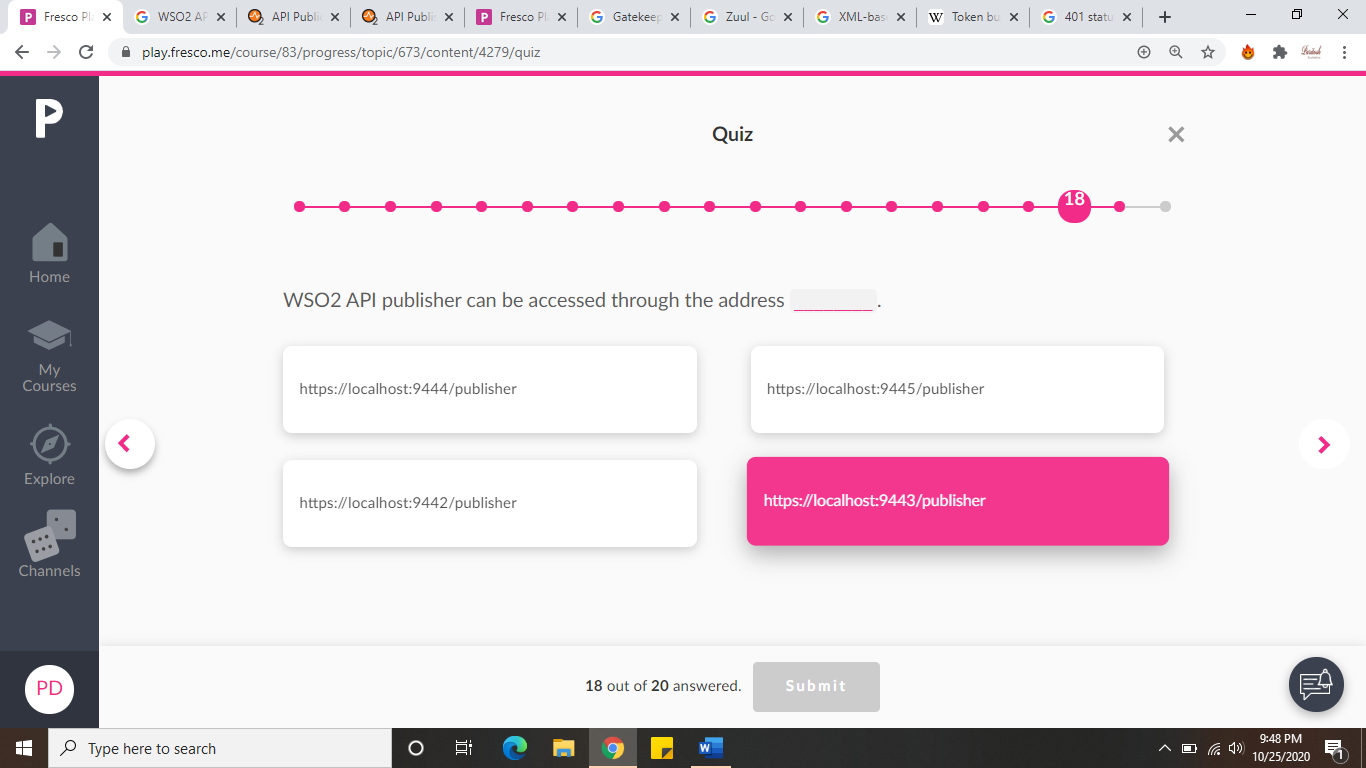 Fresco Pl
WSO2 AP
API Publis
API Publis
Fresco Pl
Gatekeep
Zuul - Go
XML-bas
Token bu
401 statu
play.fresco.me/course/83/progress/topic/673/content/4279/quiz
P
Quiz
18
Home
WSO2 API publisher can be accessed through the address ________ .
My
Courses
https://localhost:9444/publisher
https://localhost:9445/publisher
Explore
https://localhost:9442/publisher
https://localhost:9443/publisher
Channels
PD
18 out of 20 answered.
Submit
Type here to search
9:48 PM
10/25/2020
1